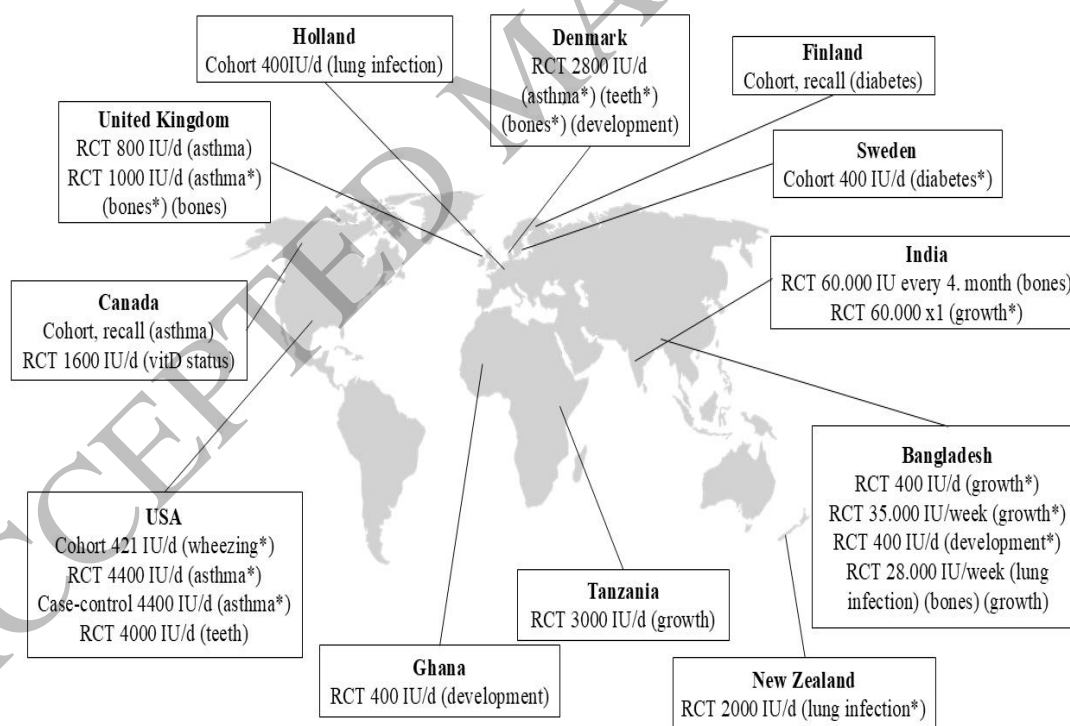 Holland
Cohort 400IU/d (lung infection)
Denmark
RCT 2800 IU/d
(asthma*) (teeth*)
(bones*) (development)
Finland
Cohort, recall (diabetes)
United Kingdom
RCT 800 IU/d (asthma)
RCT 1000 IU/d (asthma*)
(bones*) (bones)
Sweden
Cohort 400 IU/d (diabetes*)
India
RCT 60.000 IU every 4. month (bones)
RCT 60.000 x1 (growth*)
Canada
Cohort, recall (asthma)
RCT 1600 IU/d (vitD status)
Bangladesh
RCT 400 IU/d (growth*)
RCT 35.000 IU/week (growth*)
RCT 400 IU/d (development*)
RCT 28.000 IU/week (lung
infection) (bones) (growth)
USA
Cohort 421 IU/d (wheezing*)
RCT 4400 IU/d (asthma*)
Case-control 4400 IU/d (asthma*)
RCT 4000 IU/d (teeth)
Tanzania
RCT 3000 IU/d (growth)
Ghana
RCT 400 IU/d (development)
New Zealand
RCT 2000 IU/d (lung infection*)
CCEPTED MA